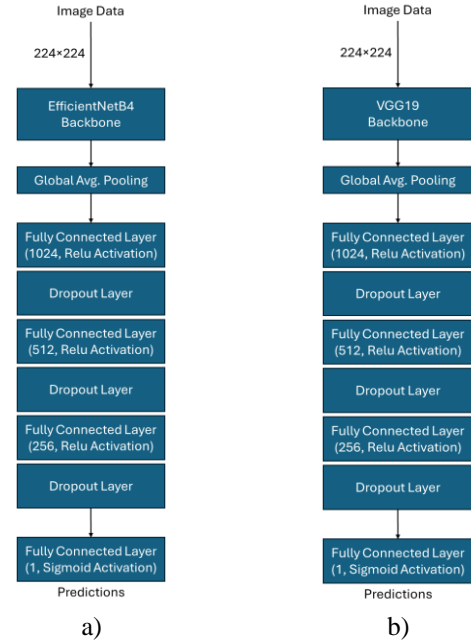 Image Data
224×224
EfficientNetB4
Backbone
Global Avg. Pooling
Fully Connected Layer
(1024, Relu Activation)
Dropout Layer
Fully Connected Layer
(512, Relu Activation)
Dropout Layer
Fully Connected Layer
(256, Relu Activation)
Dropout Layer
Fully Connected Layer
(1, Sigmoid Activation)
Predictions
a)
Image Data
224×224
VGG19
Backbone
Global Avg. Pooling
Fully Connected Layer
(1024, Relu Activation)
Dropout Layer
Fully Connected Layer
(512, Relu Activation)
Dropout Layer
Fully Connected Layer
(256, Relu Activation)
Dropout Layer
Fully Connected Layer
(1, Sigmoid Activation)
Predictions
b)